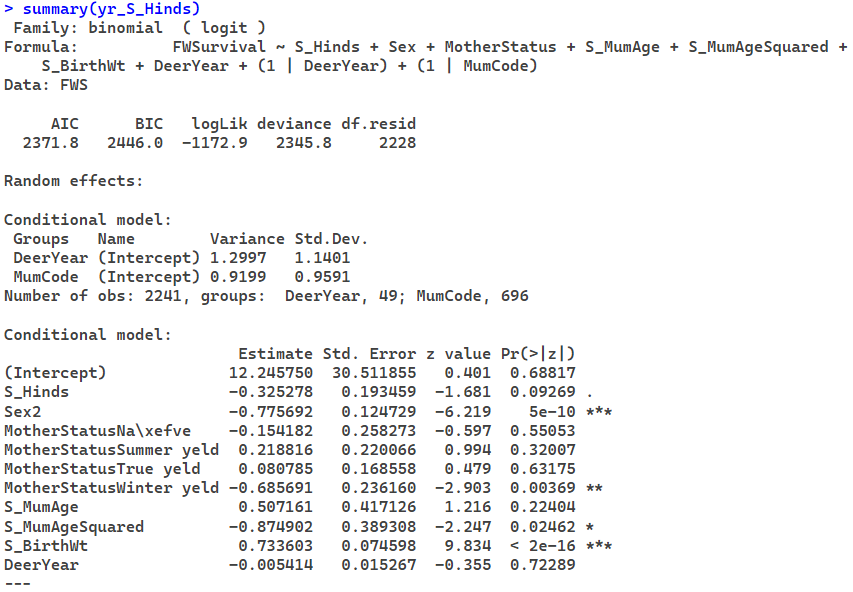 > summary(yr_S_Hinds)
 Family: binomial  ( logit )
Formula:          FWSurvival ~ S_Hinds + Sex + MotherStatus + S_MumAge + S_MumAgeSquared +
    S_BirthWt + DeerYear + (1 | DeerYear) + (1 | MumCode)
Data: FWS

     AIC      BIC   logLik deviance df.resid
  2371.8   2446.0  -1172.9   2345.8     2228

Random effects:

Conditional model:
 Groups   Name        Variance Std.Dev.
 DeerYear (Intercept) 1.2997   1.1401
 MumCode  (Intercept) 0.9199   0.9591
Number of obs: 2241, groups:  DeerYear, 49; MumCode, 696

Conditional model:
                          Estimate Std. Error z value Pr(>|z|)
(Intercept)              12.245750  30.511855   0.401  0.68817
S_Hinds                  -0.325278   0.193459  -1.681  0.09269 .
Sex2                     -0.775692   0.124729  -6.219    5e-10 ***
MotherStatusNa\xefve     -0.154182   0.258273  -0.597  0.55053
MotherStatusSummer yeld   0.218816   0.220066   0.994  0.32007
MotherStatusTrue yeld     0.080785   0.168558   0.479  0.63175
MotherStatusWinter yeld  -0.685691   0.236160  -2.903  0.00369 **
S_MumAge                  0.507161   0.417126   1.216  0.22404
S_MumAgeSquared          -0.874902   0.389308  -2.247  0.02462 *
S_BirthWt                 0.733603   0.074598   9.834  < 2e-16 ***
DeerYear                 -0.005414   0.015267  -0.355  0.72289
---